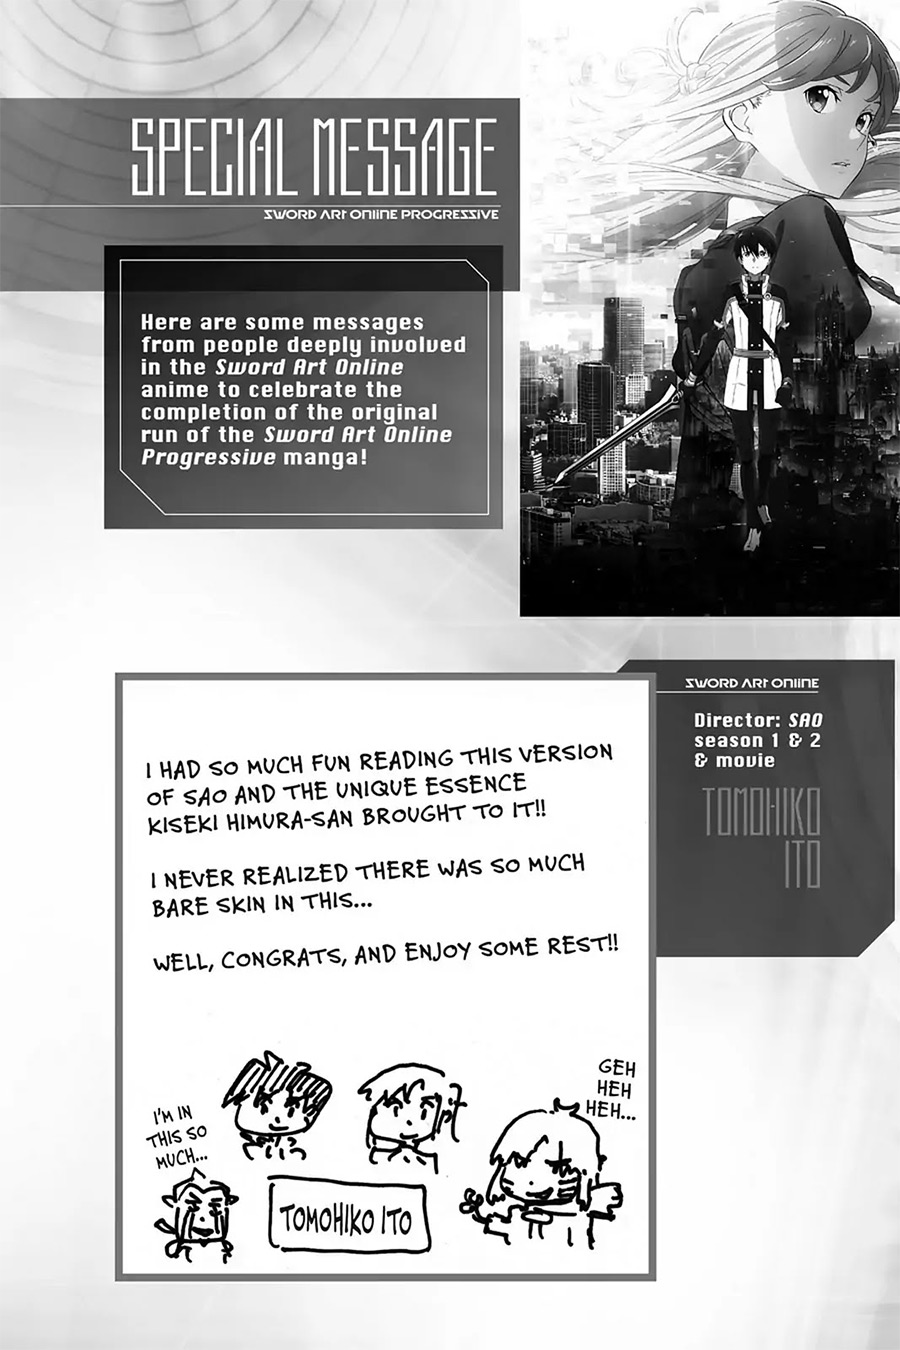 SPECIAL MESSAGE
SWORD ART ONLINE PROGRESSIVE
Here are some messages
from people deeply involved
in the Sword Art Online
anime to celebrate the
completion of the original
run of the Sword Art Online
Progressive manga!
SWORD ART ONLINE
Director: SAO
season 1 & 2
& movie
TOMOHIKO
ITO
I HAD SO MUCH FUN READING THIS VERSION
OF SAO AND THE UNIQUE ESSENCE
KISEKI HIMURA-SAN BROUGHT TO IT!!
I NEVER REALIZED THERE WAS SO MUCH
BARE SKIN IN THIS...
WELL, CONGRATS, AND ENJOY SOME REST!!
GEH
HEH
HEH...
I'M IN
THIS SO
MUCH...
TOMOHIKO ITO